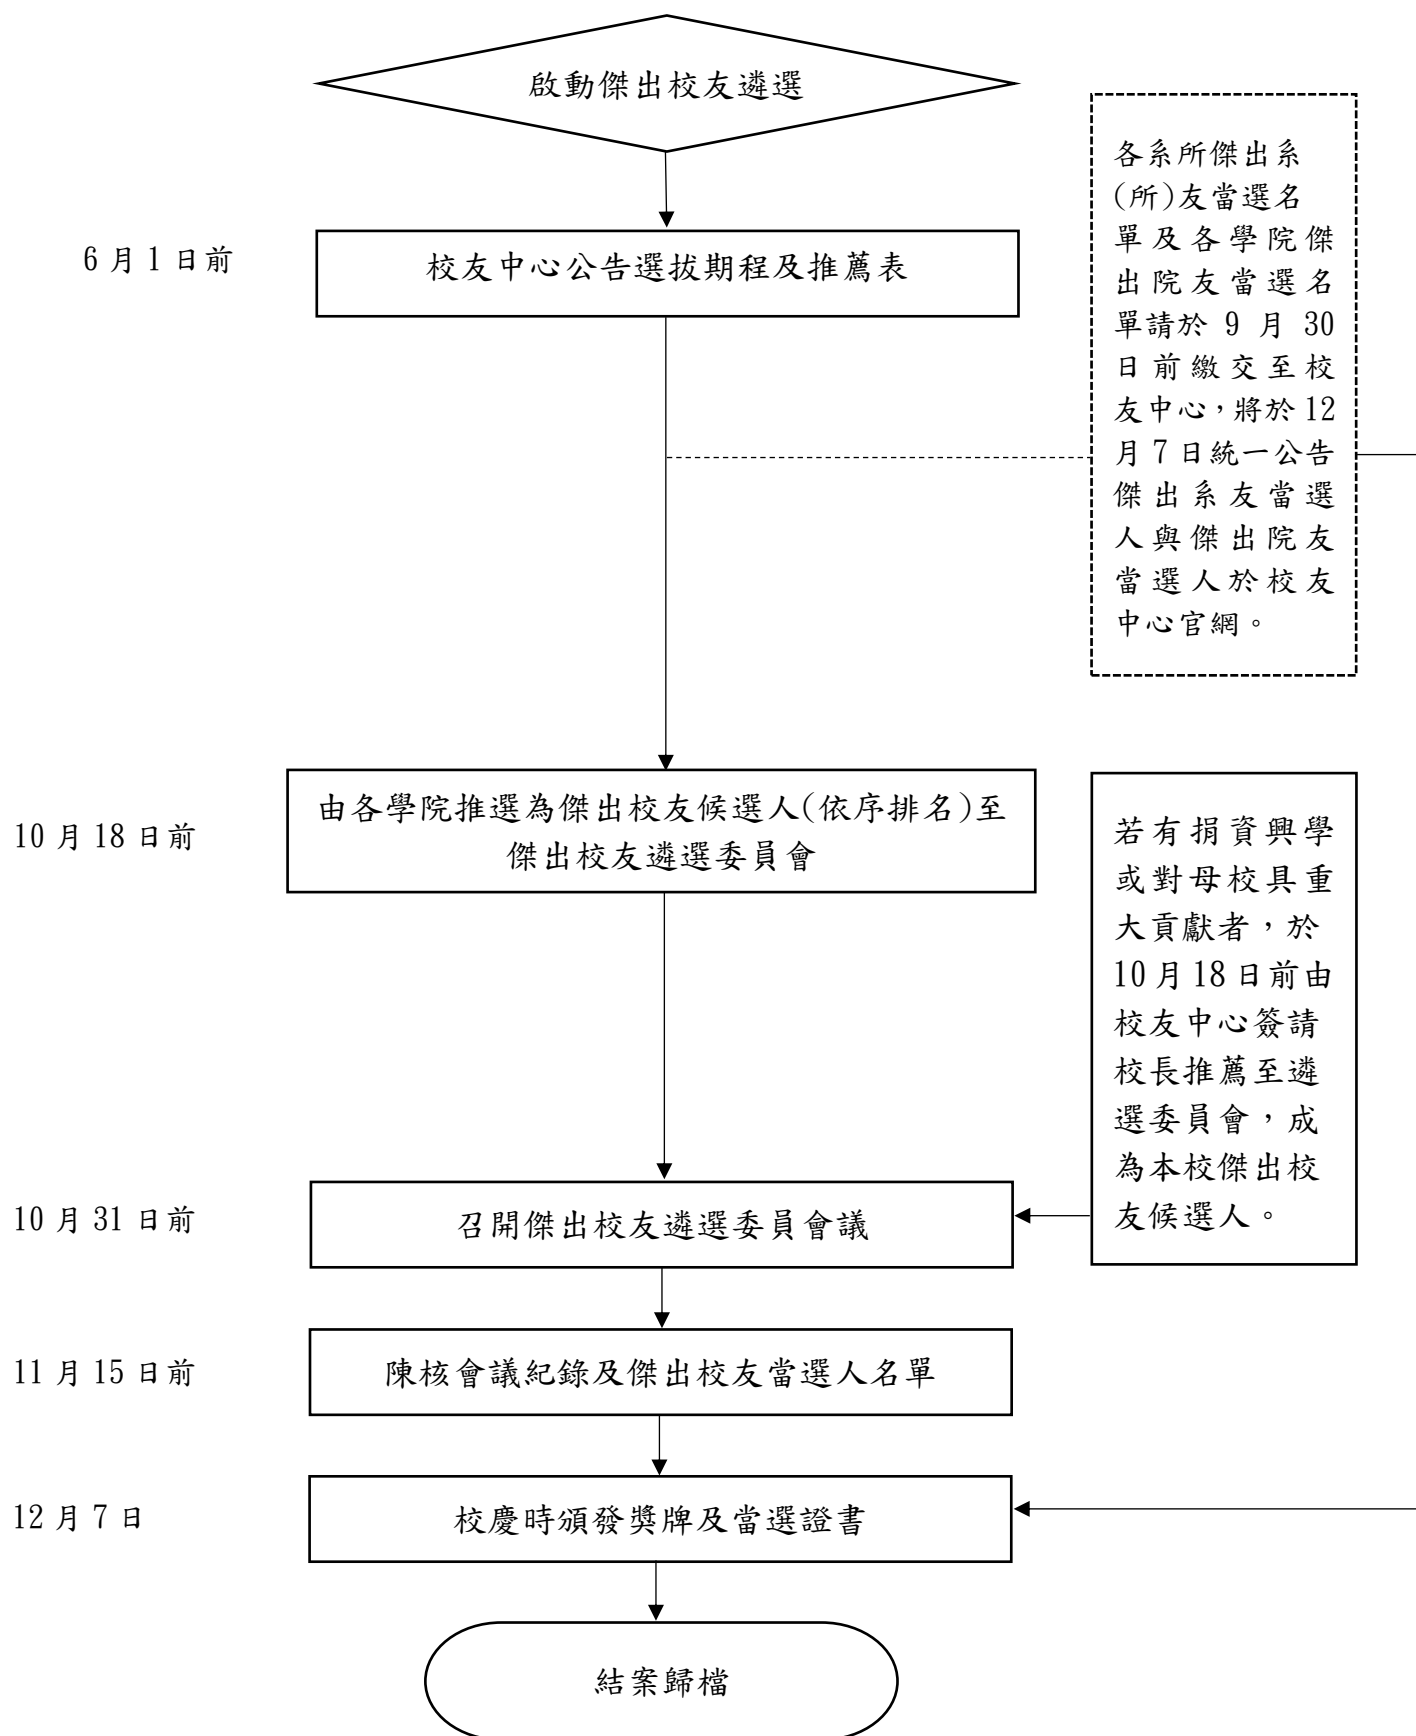 啟動傑出校友遴選
6月1日前
校友中心公告選拔期程及推薦表
各系所傑出系
(所)友當選名
單及各學院傑
出院友當選名
單請於 9 月 30
日前繳交至校
友中心,將於12
月7日統一公告
傑出系友當選
人與傑出院友
當選人於校友
中心官網。
10月18日前
由各學院推選為傑出校友候選人(依序排名)至
傑出校友遴選委員會
若有捐資興學
或對母校具重
大貢獻者,於
10月18日前由
校友中心簽請
校長推薦至遴
選委員會,成
為本校傑出校
友候選人。
10月31日前
召開傑出校友遴選委員會議
11月15日前
陳核會議紀錄及傑出校友當選人名單
12月7日
校慶時頒發獎牌及當選證書
結案歸檔